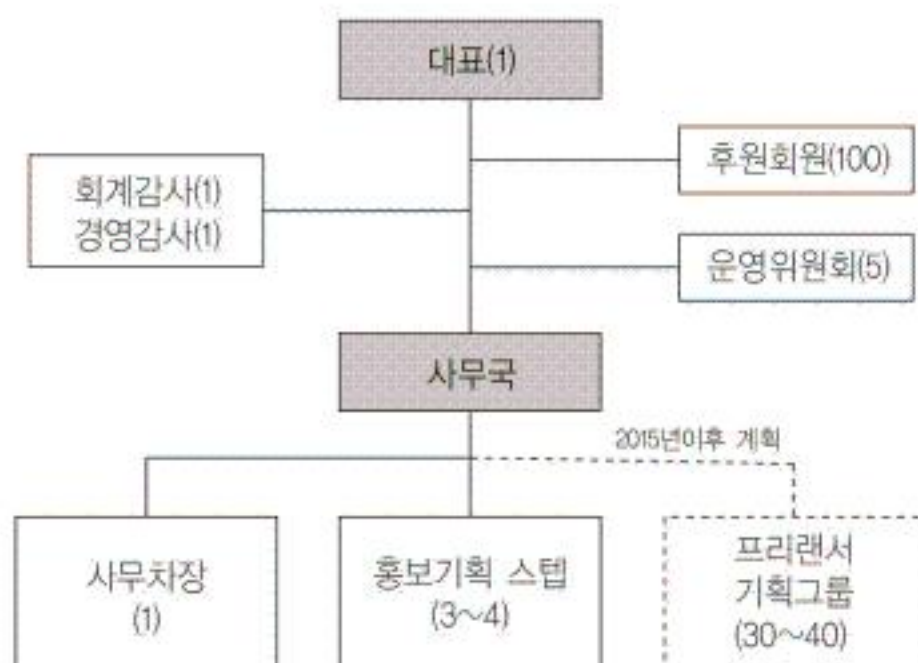 대표(1)
후원회원(100)
회계감사(1)
경영감사(1)
운영위원회(5)
사무국
2015년이후 계획
사무차장
(1)
홍보기획 스텝
(3~4)
프리랜서
기획그룹
(30~40)